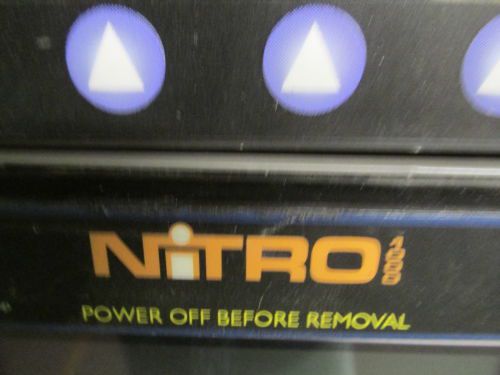 NiTRO
POWER OFF BEFORE REMOVAL